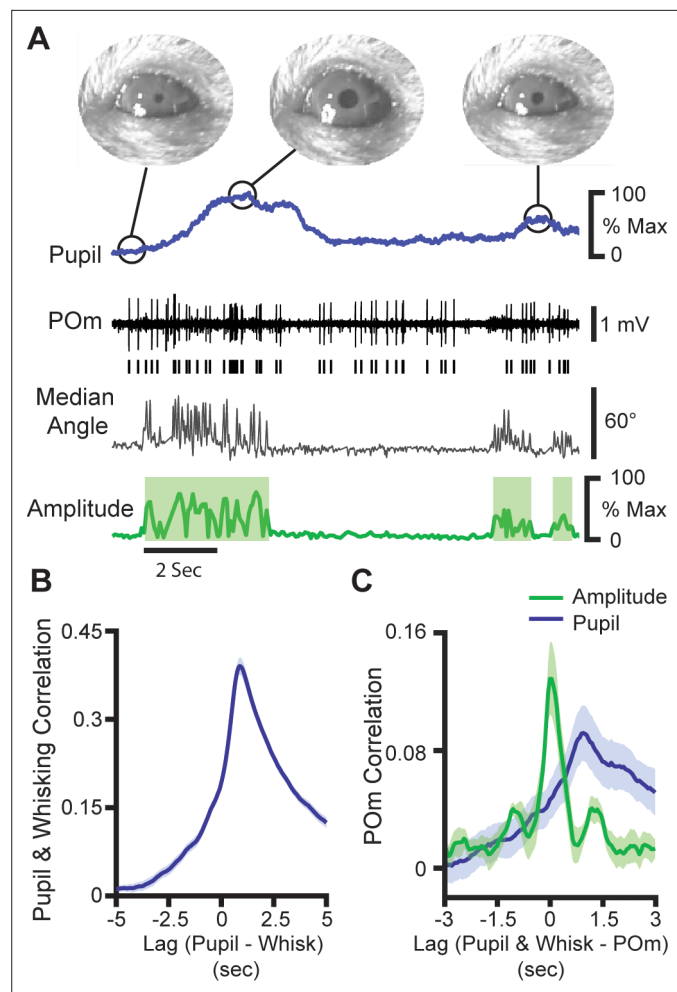 A
100
% Max
0
Pupil
POm
1 mV
Median
Angle
60°
100
Amplitude
% Max
0
2 Sec
B
C
Amplitude
Pupil
0.45
0.3
0.15
0
Pupil & Whisking Correlation
-5
-2.5
0
2.5
5
Lag (Pupil - Whisk)
(sec)
0.16
0.08
0
POm Correlation
-3
-1.5
0
1.5
3
Lag (Pupil & Whisk - POm)
(sec)